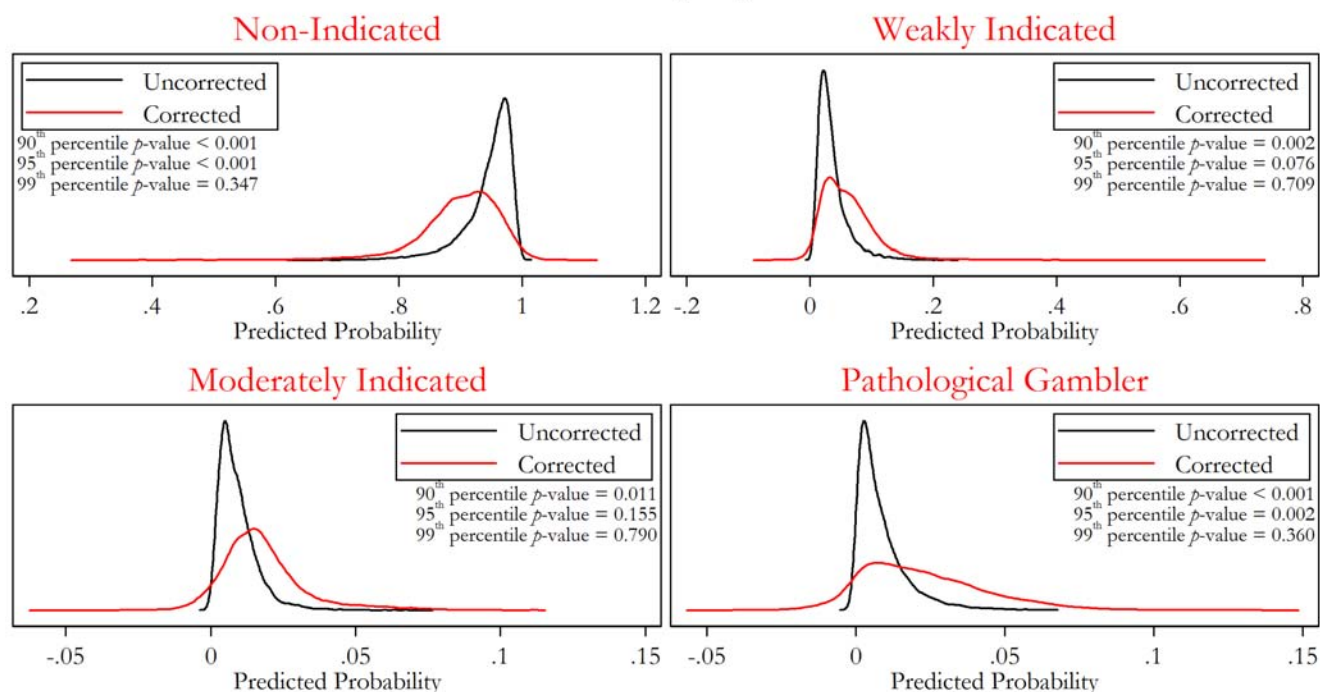 Non-Indicated
Uncorrected
Corrected
90th percentile p-value < 0.001
95th percentile p-value < 0.001
99th percentile p-value = 0.347
.2 .4 .6 .8 1 1.2
Predicted Probability
Weakly Indicated
Uncorrected
Corrected
90th percentile p-value = 0.002
95th percentile p-value = 0.076
99th percentile p-value = 0.709
-.2 0 .2 .4 .6 .8
Predicted Probability
Moderately Indicated
Uncorrected
Corrected
90th percentile p-value = 0.011
95th percentile p-value = 0.155
99th percentile p-value = 0.790
-.05 0 .05 .1 .15
Predicted Probability
Pathological Gambler
Uncorrected
Corrected
90th percentile p-value < 0.001
95th percentile p-value = 0.002
99th percentile p-value = 0.360
-.05 0 .05 .1 .15
Predicted Probability